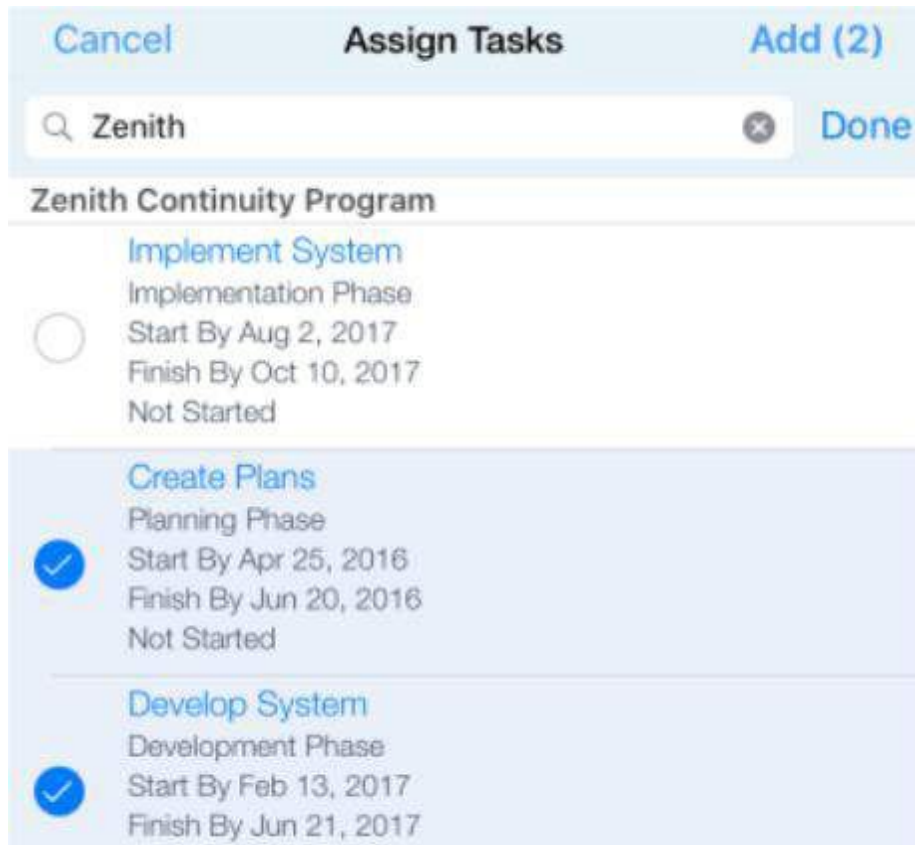 Cancel Assign Tasks Add (2)
Zenith Done
Zenith Continuity Program
Implement System
Implementation Phase
Start By Aug 2, 2017
Finish By Oct 10, 2017
Not Started
Create Plans
Planning Phase
Start By Apr 25, 2016
Finish By Jun 20, 2016
Not Started
Develop System
Development Phase
Start By Feb 13, 2017
Finish By Jun 21, 2017